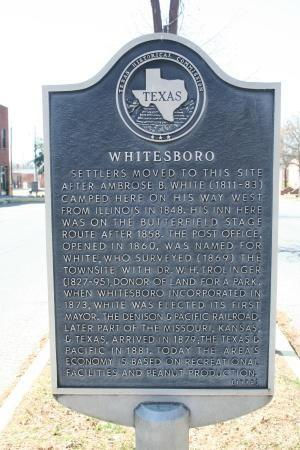 TEXAS HISTORICAL COMMISSION
TEXAS
WHITESBORO
SETTLERS MOVED TO THIS SITE
AFTER AMBROSE B. WHITE (1811-83)
CAMPED HERE ON HIS WAY WEST
FROM ILLINOIS IN 1848. HIS INN HERE
WAS ON THE BUTTERFIELD STAGE
ROUTE AFTER 1858. THE POST OFFICE,
OPENED IN 1860, WAS NAMED FOR
WHITE, WHO SURVEYED (1869) THE
TOWNSITE WITH DR. W. H. TROLINGER
(1827-95), DONOR OF LAND FOR A PARK.
WHEN WHITESBORO INCORPORATED IN
1873, WHITE WAS ELECTED ITS FIRST
MAYOR. THE DENISON & PACIFIC RAILROAD,
LATER PART OF THE MISSOURI, KANSAS,
& TEXAS, ARRIVED IN 1879, THE TEXAS &
PACIFIC IN 1881. TODAY THE AREA'S
ECONOMY IS BASED ON RECREATIONAL
FACILITIES AND PEANUT PRODUCTION.